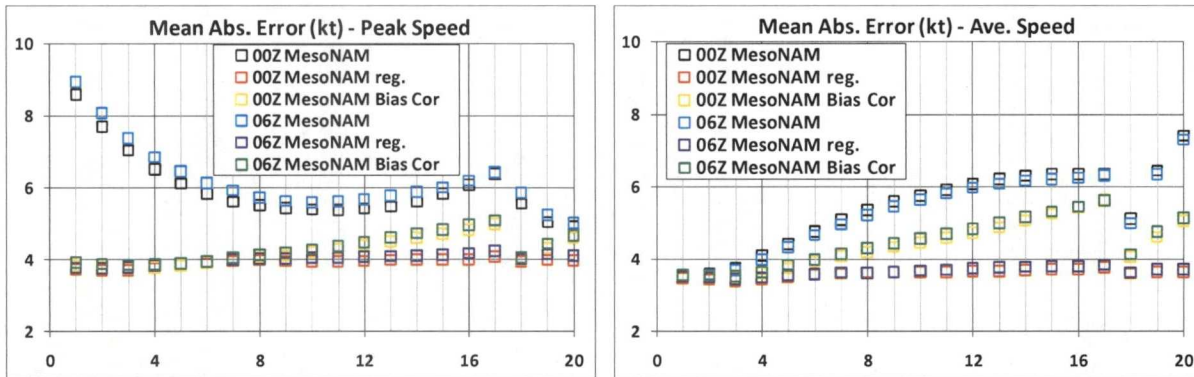 Mean Abs. Error (kt) - Peak Speed
10
8
6
4
2
0
4
8
12
16
20
00Z MesoNAM
00Z MesoNAM reg.
00Z MesoNAM Bias Cor
06Z MesoNAM
06Z MesoNAM reg.
06Z MesoNAM Bias Cor
Mean Abs. Error (kt) - Ave. Speed
10
8
6
4
2
0
4
8
12
16
20
00Z MesoNAM
00Z MesoNAM reg.
00Z MesoNAM Bias Cor
06Z MesoNAM
06Z MesoNAM reg.
06Z MesoNAM Bias Cor